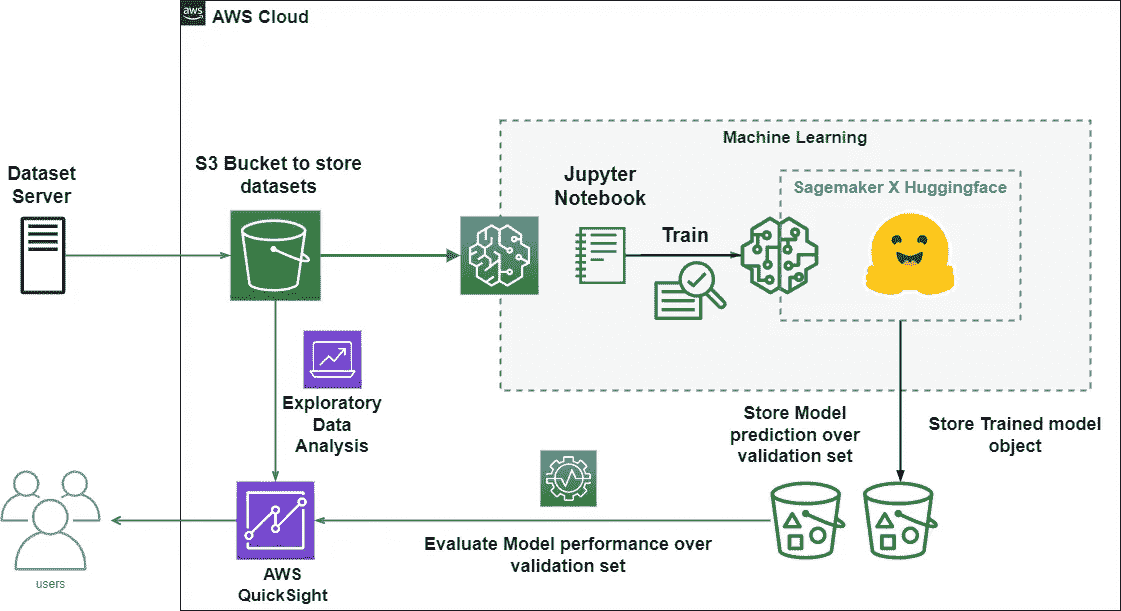 aws
AWS Cloud
Machine Learning
Dataset
Server
S3 Bucket to store
datasets
Jupyter
Notebook
Train
Sagemaker X Huggingface
Exploratory
Data
Analysis
Store Model
prediction over
validation set
Store Trained model
object
Evaluate Model performance over
validation set
AWS
QuickSight
users